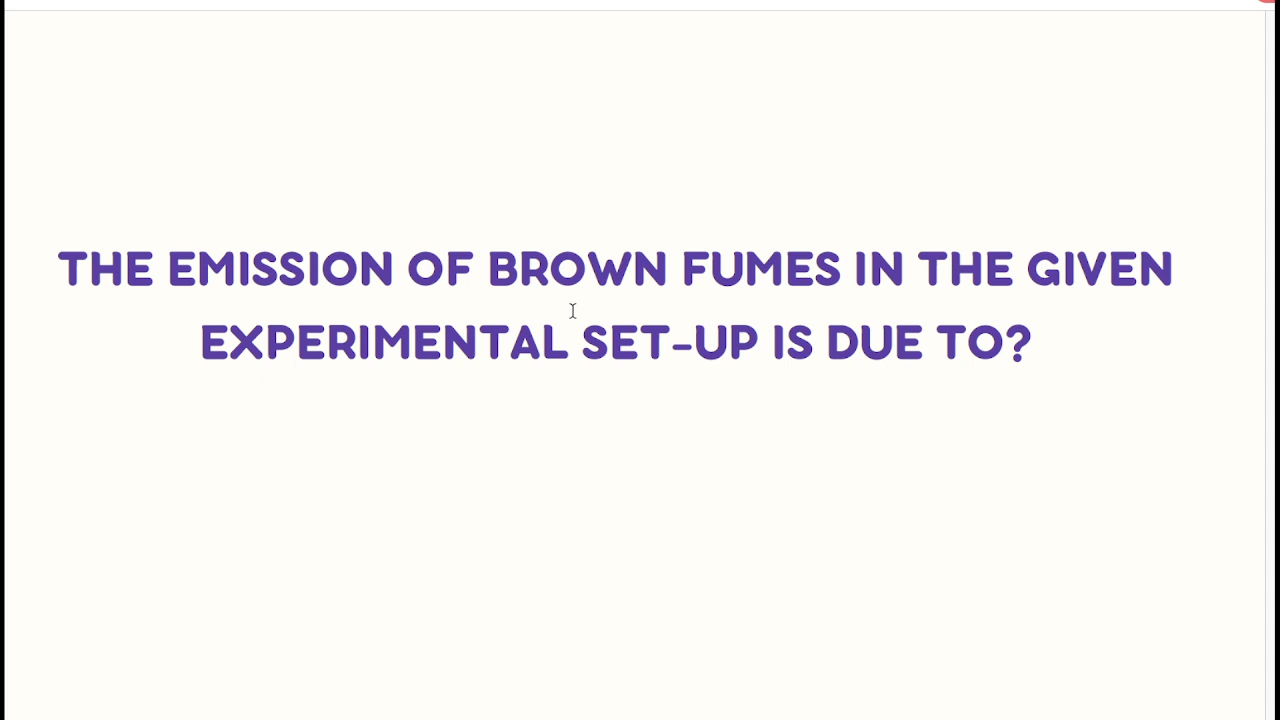 THE EMISSION OF BROWN FUMES IN THE GIVEN
EXPERIMENTAL SET-UP IS DUE TO?